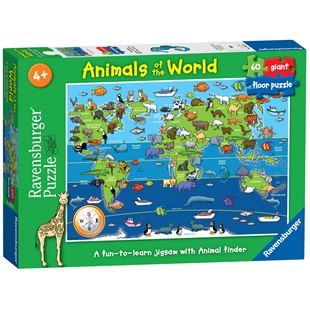 4+
Animals of the World
60 giant
floor puzzle
Ravensburger
Puzzle
A fun-to-learn jigsaw with Animal finder
Ravensburger